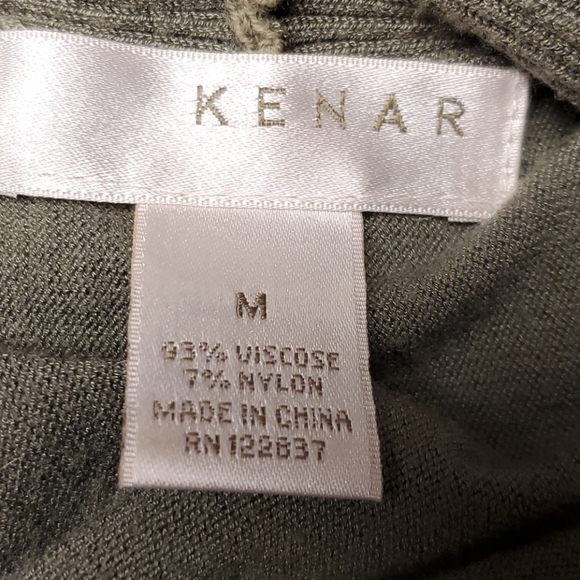 KENAR
M
93% VISCOSE
7% NYLON
MADE IN CHINA
RN 122637